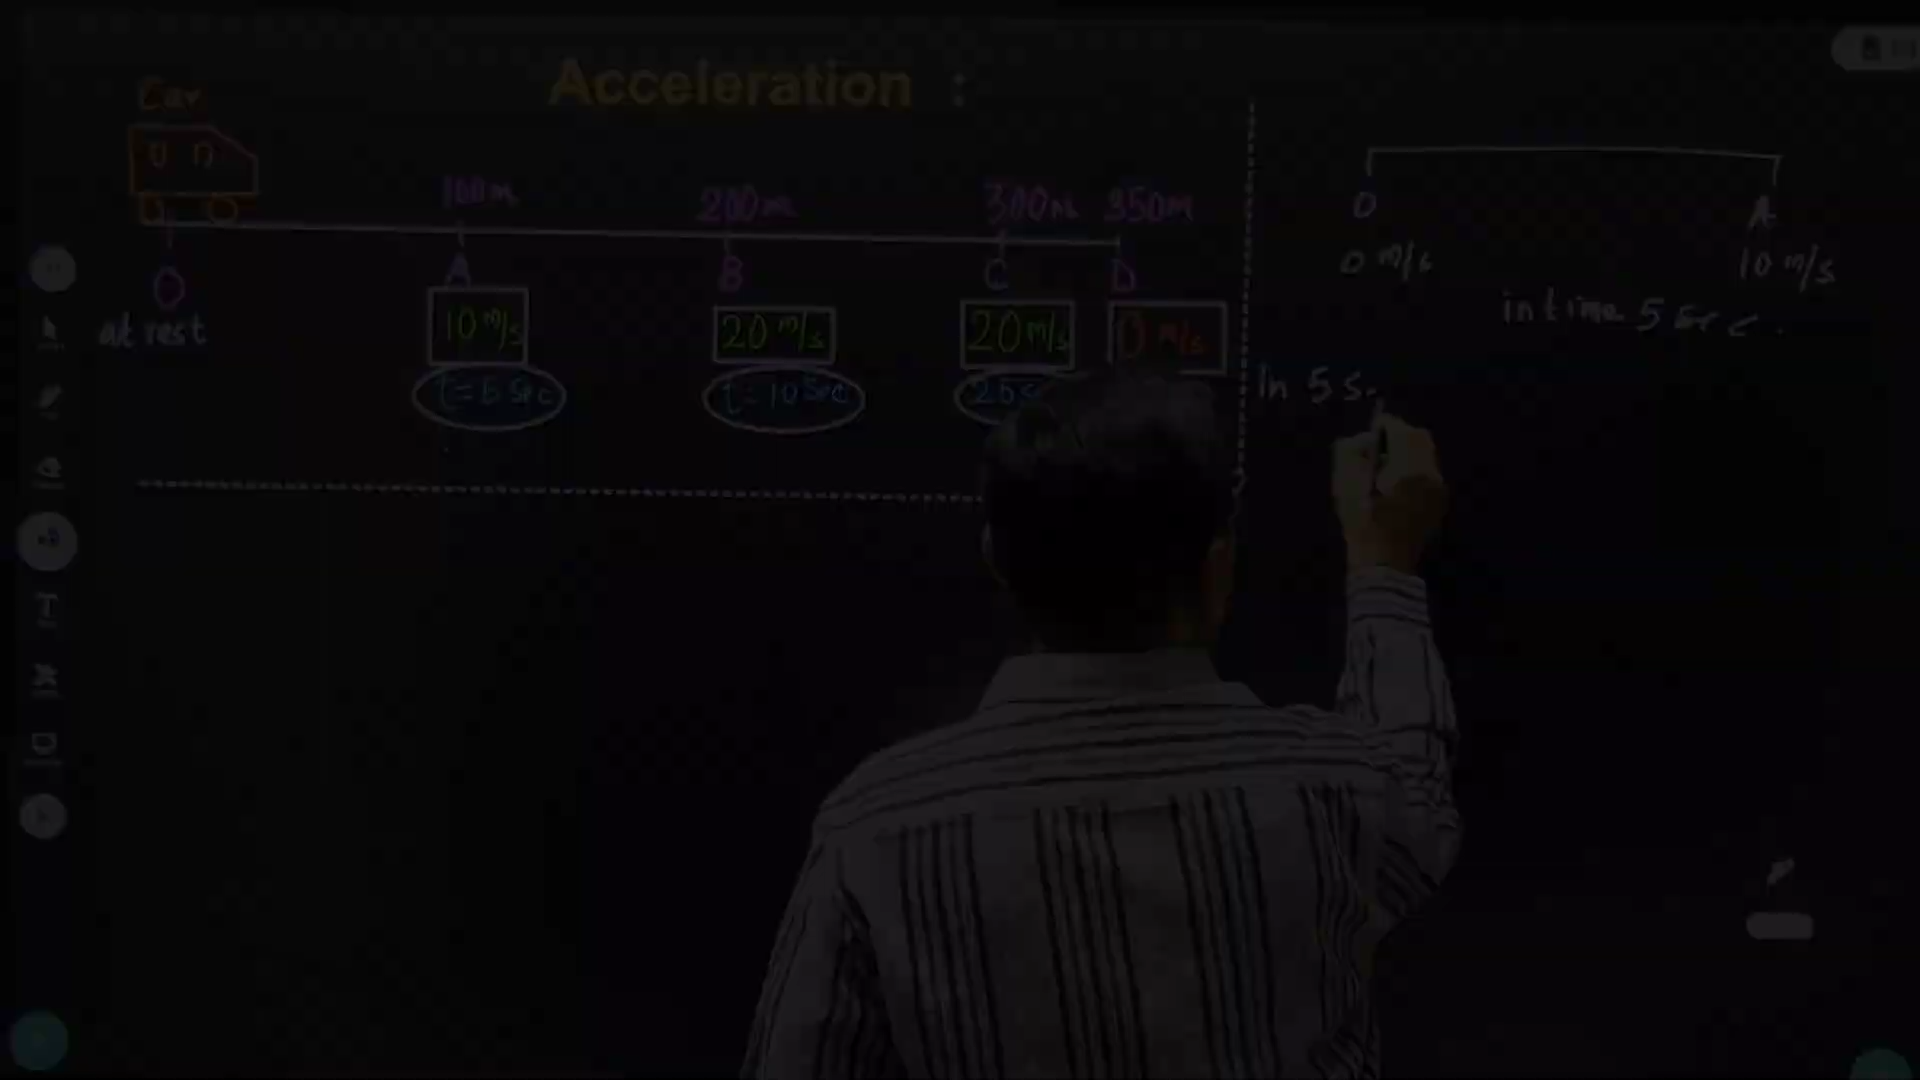 Acceleration :
Car
100m 200m 300m 350m
O A B C D
at rest
10 m/s 20 m/s 20 m/s 0 m/s
t = 5 sec t = 10 sec
O A
0 m/s 10 m/s
in time 5 sec.
In 5 s